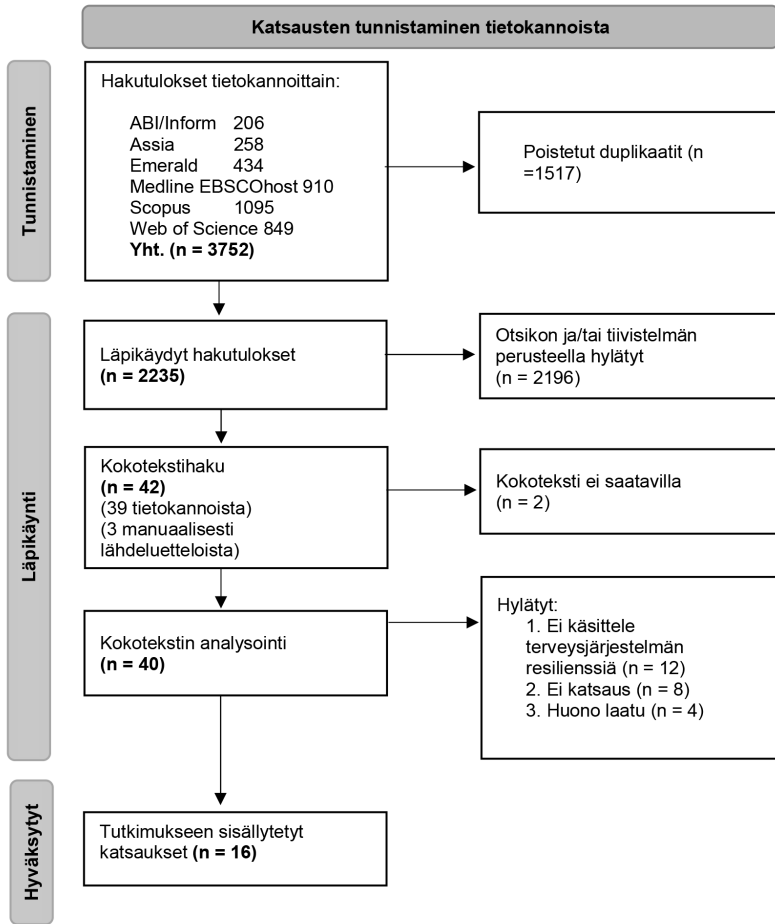 Katsausten tunnistaminen tietokannoista
Tunnistaminen
Hakutulokset tietokannoittain:
ABI/Inform 206
Assia 258
Emerald 434
Medline EBSCOhost 910
Scopus 1095
Web of Science 849
Yht. (n = 3752)
Poistetut duplikaatit (n
=1517)
Läpikäynti
Läpikäydyt hakutulokset
(n = 2235)
Otsikon ja/tai tiivistelmän
perusteella hylätyt
(n = 2196)
Kokotekstihaku
(n = 42)
(39 tietokannoista)
(3 manuaalisesti
lähdeluetteloista)
Kokoteksti ei saatavilla
(n = 2)
Kokotekstin analysointi
(n = 40)
Hylätyt:
1. Ei käsittele
terveysjärjestelmän
resilienssiä (n = 12)
2. Ei katsaus (n = 8)
3. Huono laatu (n = 4)
Hyväksytyt
Tutkimukseen sisällytetyt
katsaukset (n = 16)